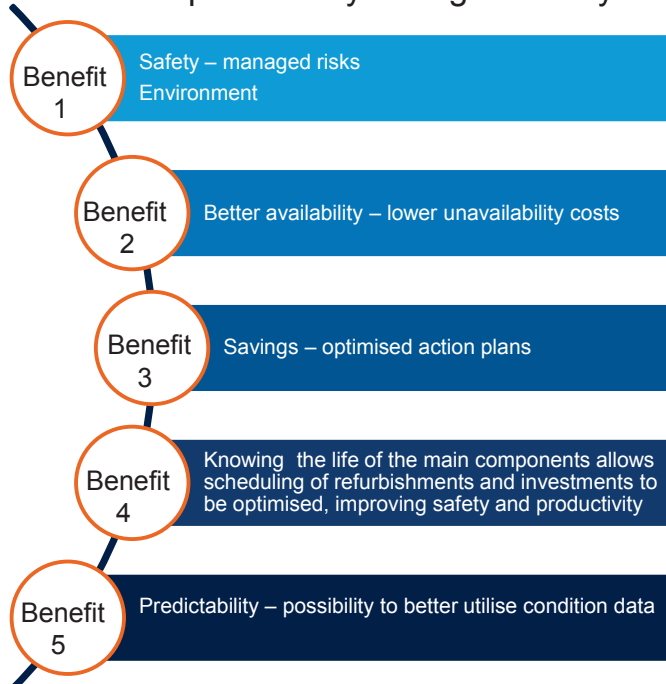 Benefit
1
Safety – managed risks
Environment
Benefit
2
Better availability – lower unavailability costs
Benefit
3
Savings – optimised action plans
Benefit
4
Knowing the life of the main components allows
scheduling of refurbishments and investments to
be optimised, improving safety and productivity
Benefit
5
Predictability – possibility to better utilise condition data